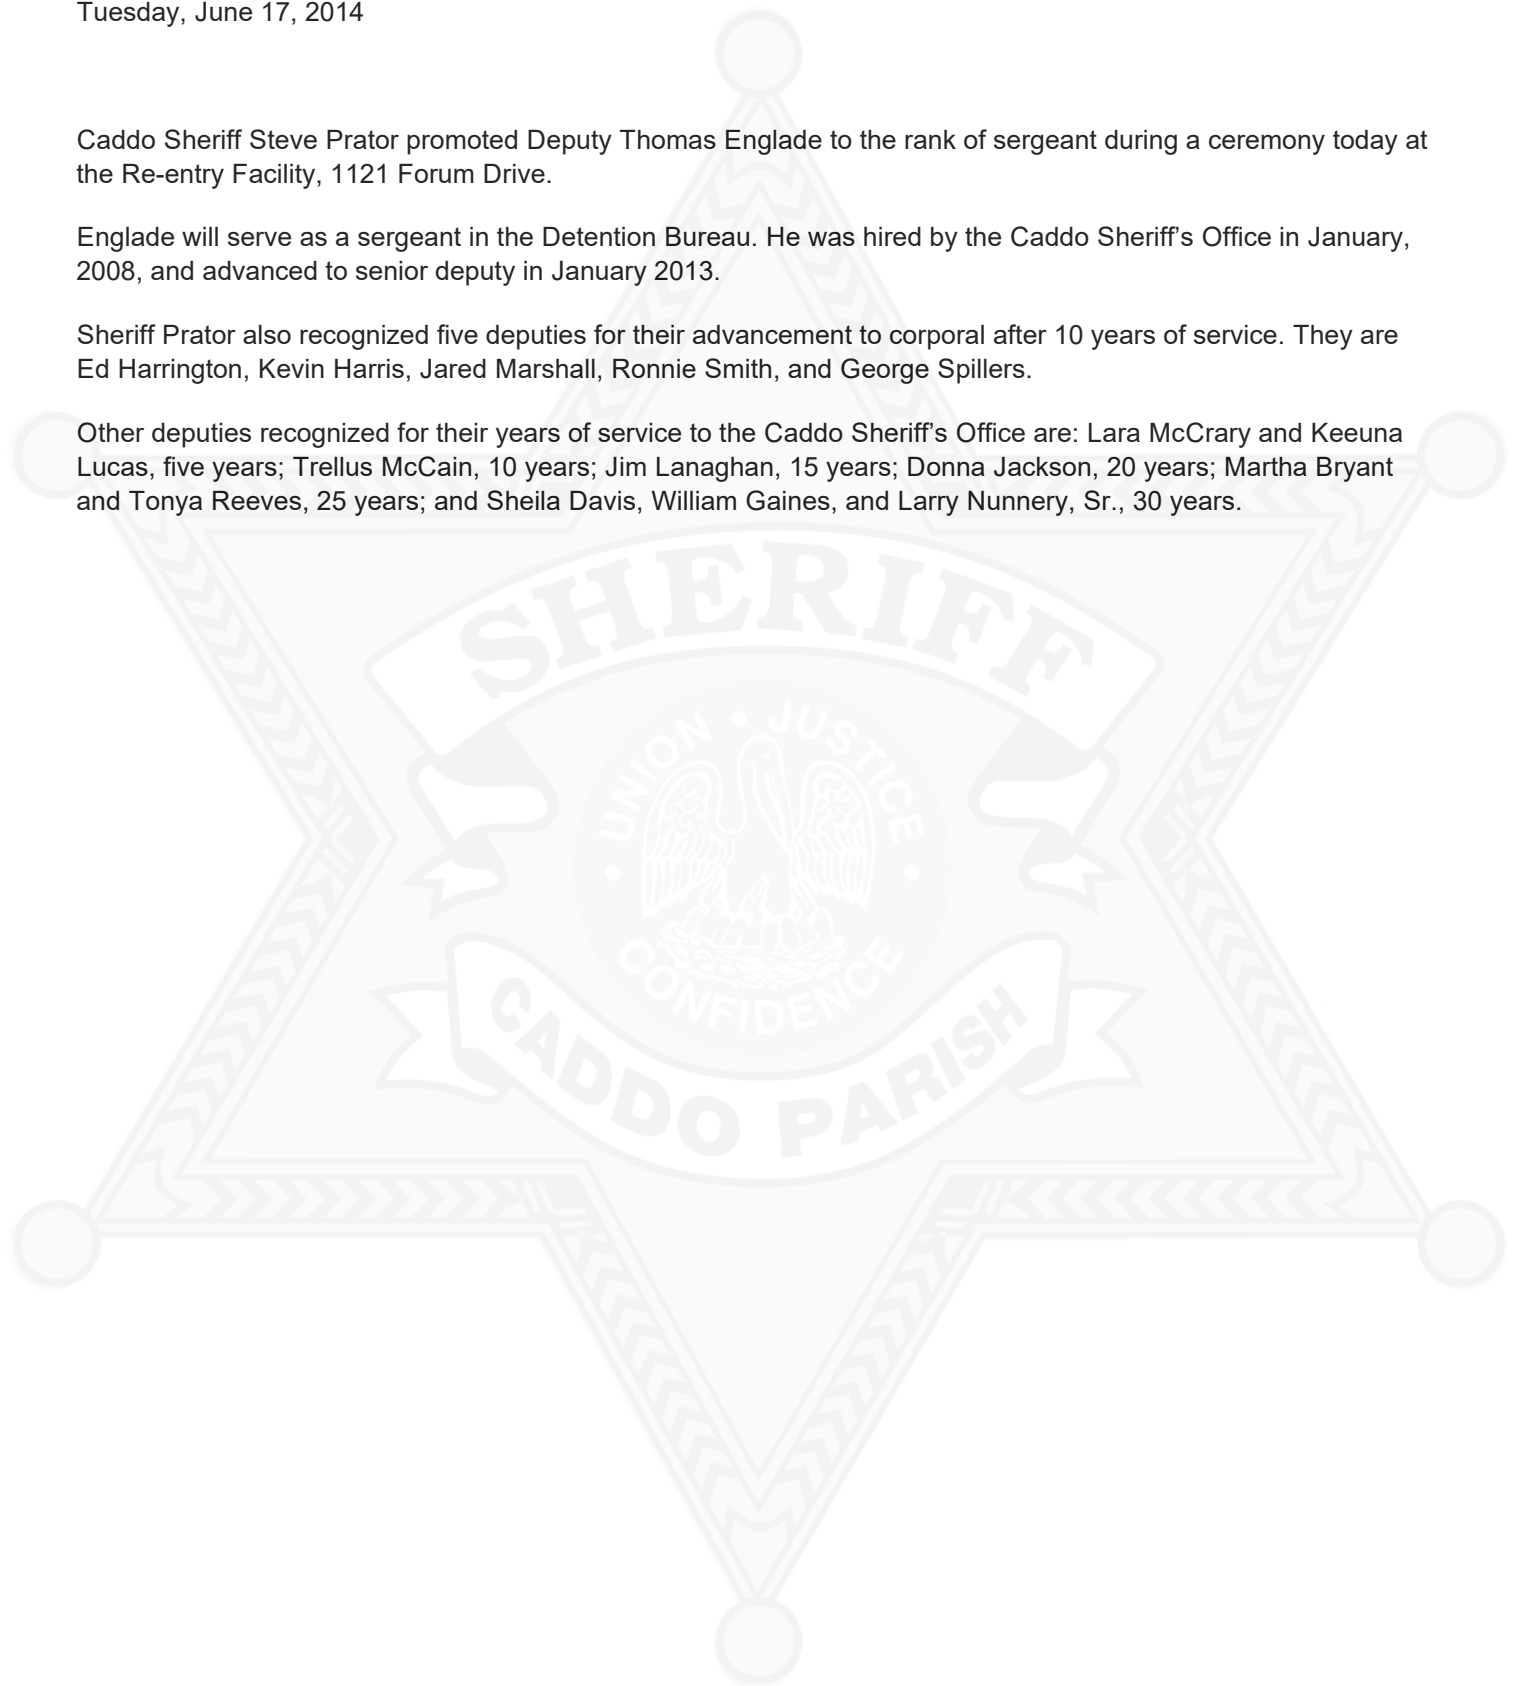 Tuesday, June 17, 2014
Caddo Sheriff Steve Prator promoted Deputy Thomas Englade to the rank of sergeant during a ceremony today at
the Re-entry Facility, 1121 Forum Drive.
Englade will serve as a sergeant in the Detention Bureau. He was hired by the Caddo Sheriff’s Office in January,
2008, and advanced to senior deputy in January 2013.
Sheriff Prator also recognized five deputies for their advancement to corporal after 10 years of service. They are
Ed Harrington, Kevin Harris, Jared Marshall, Ronnie Smith, and George Spillers.
Other deputies recognized for their years of service to the Caddo Sheriff’s Office are: Lara McCrary and Keeuna
Lucas, five years; Trellus McCain, 10 years; Jim Lanaghan, 15 years; Donna Jackson, 20 years; Martha Bryant
and Tonya Reeves, 25 years; and Sheila Davis, William Gaines, and Larry Nunnery, Sr., 30 years.
SHERIFF
UNION • JUSTICE
• CONFIDENCE •
CADDO PARISH